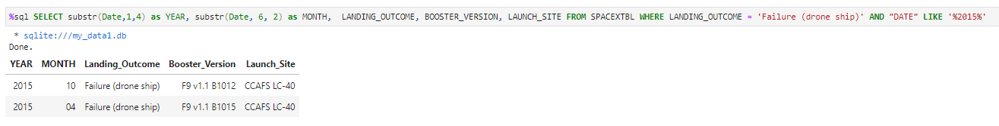 %sql SELECT substr(Date,1,4) as YEAR, substr(Date, 6, 2) as MONTH,  LANDING_OUTCOME, BOOSTER_VERSION, LAUNCH_SITE FROM SPACEXTBL WHERE LANDING_OUTCOME = 'Failure (drone ship)' AND "DATE" LIKE '%2015%'
* sqlite:///my_data1.db
Done.
YEAR MONTH Landing_Outcome Booster_Version Launch_Site
2015 10 Failure (drone ship) F9 v1.1 B1012 CCAFS LC-40
2015 04 Failure (drone ship) F9 v1.1 B1015 CCAFS LC-40